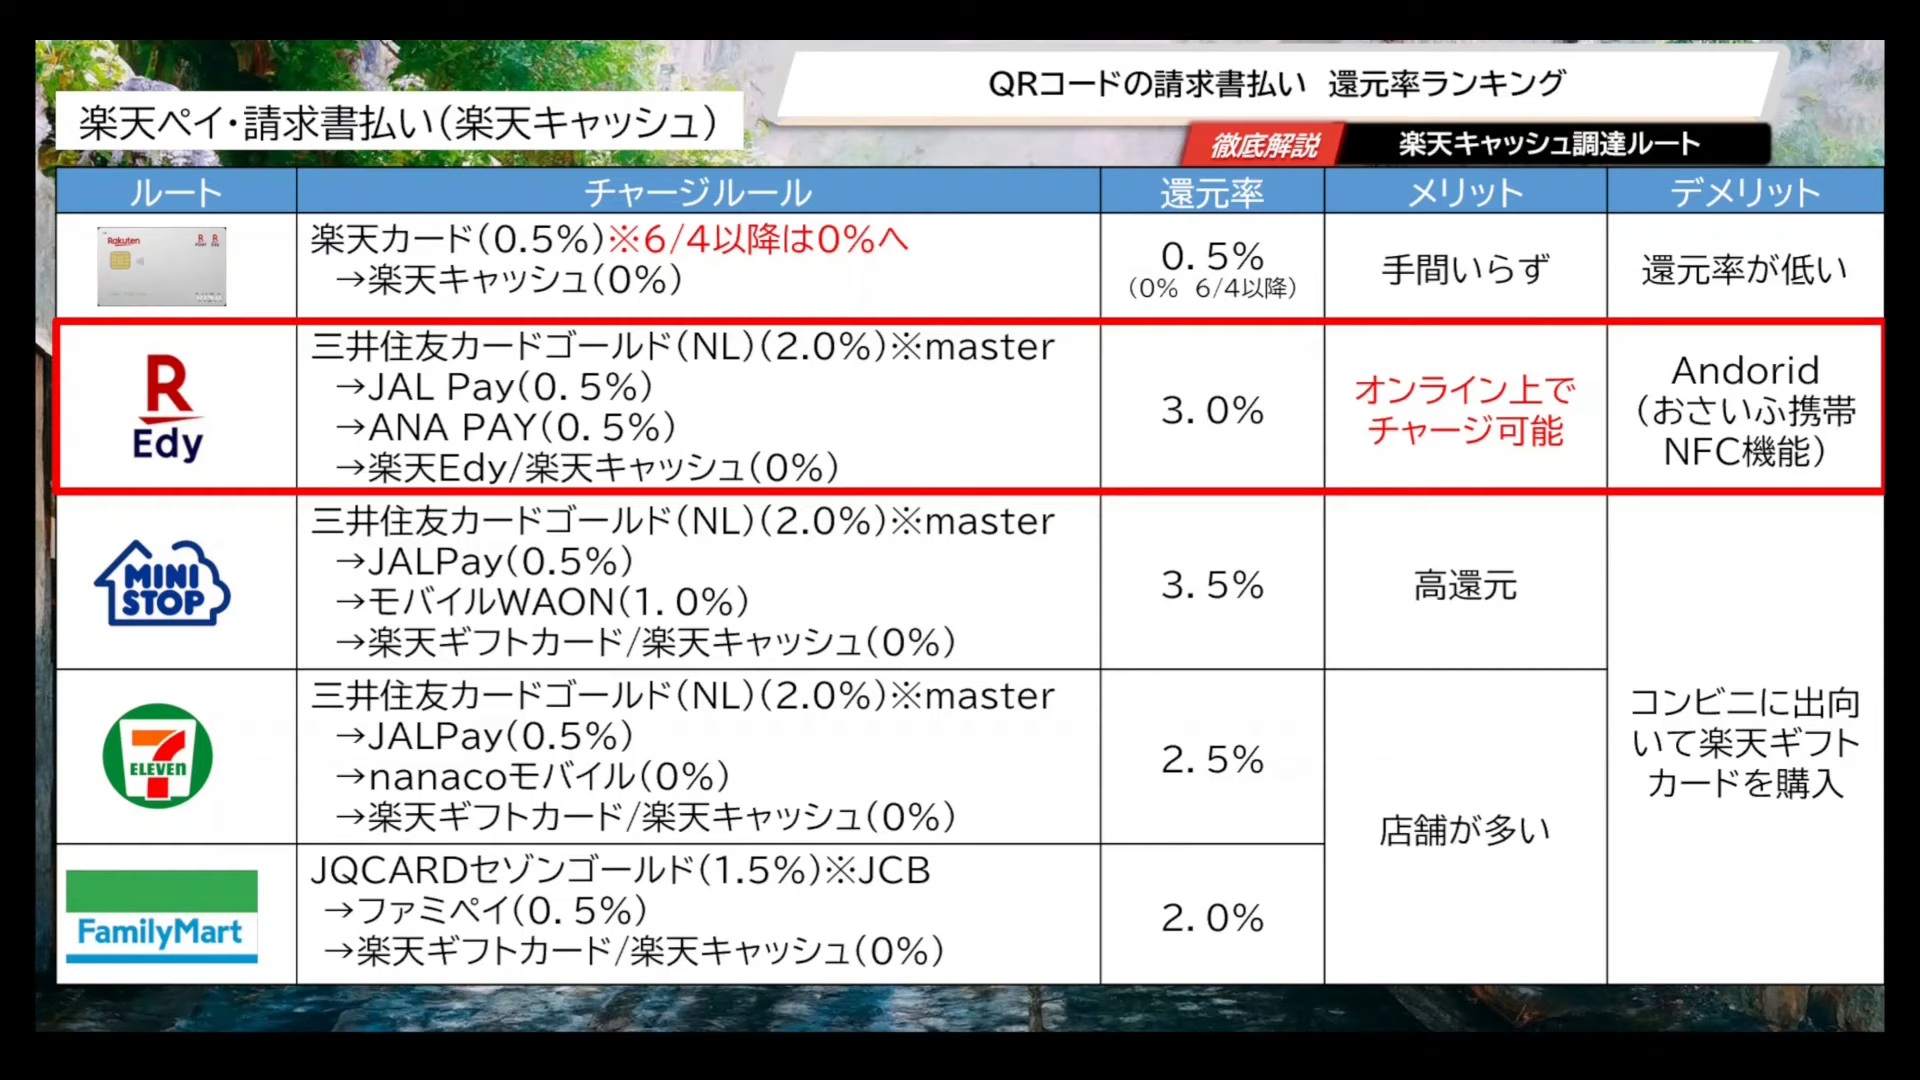 QRコードの請求書払い 還元率ランキング
楽天ペイ・請求書払い(楽天キャッシュ)
徹底解説 楽天キャッシュ調達ルート
ルート チャージルール 還元率 メリット デメリット
Rakuten
楽天カード(0.5%)※6/4以降は0%へ
→楽天キャッシュ(0%)
0.5%
(0% 6/4以降)
手間いらず
還元率が低い
R
Edy
三井住友カードゴールド(NL)(2.0%)※master
→JAL Pay(0.5%)
→ANA PAY(0.5%)
→楽天Edy/楽天キャッシュ(0%)
3.0%
オンライン上で
チャージ可能
Andorid
(おさいふ携帯
NFC機能)
MINI
STOP
三井住友カードゴールド(NL)(2.0%)※master
→JALPay(0.5%)
→モバイルWAON(1.0%)
→楽天ギフトカード/楽天キャッシュ(0%)
3.5%
高還元
コンビニに出向
いて楽天ギフト
カードを購入
7
ELEVEN
三井住友カードゴールド(NL)(2.0%)※master
→JALPay(0.5%)
→nanacoモバイル(0%)
→楽天ギフトカード/楽天キャッシュ(0%)
2.5%
店舗が多い
FamilyMart
JQCARDセゾンゴールド(1.5%)※JCB
→ファミペイ(0.5%)
→楽天ギフトカード/楽天キャッシュ(0%)
2.0%